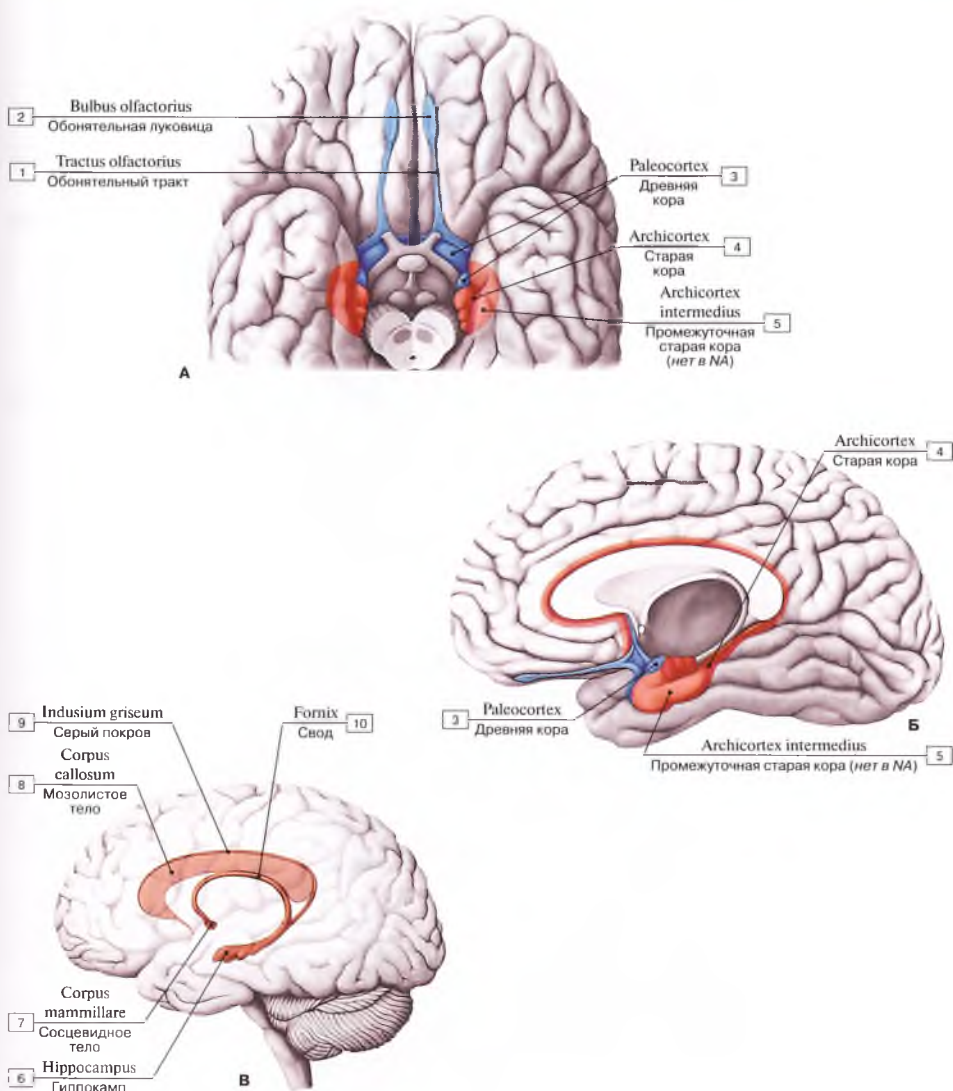 2
Bulbus olfactorius
Обонятельная луковица
1
Tractus olfactorius
Обонятельный тракт
Paleocortex
3
Древняя
кора
Archicortex
4
Старая
кора
Archicortex
intermedius
5
Промежуточная
старая кора
(нет в NA)
А
Archicortex
4
Старая кора
3
Paleocortex
Древняя кора
Б
Archicortex intermedius
5
Промежуточная старая кора (нет в NA)
9
Indusium griseum
Серый покров
Fornix
10
Свод
Corpus
callosum
8
Мозолистое
тело
Corpus
mammillare
7
Сосцевидное
тело
6
Hippocampus
Гиппокамп
В